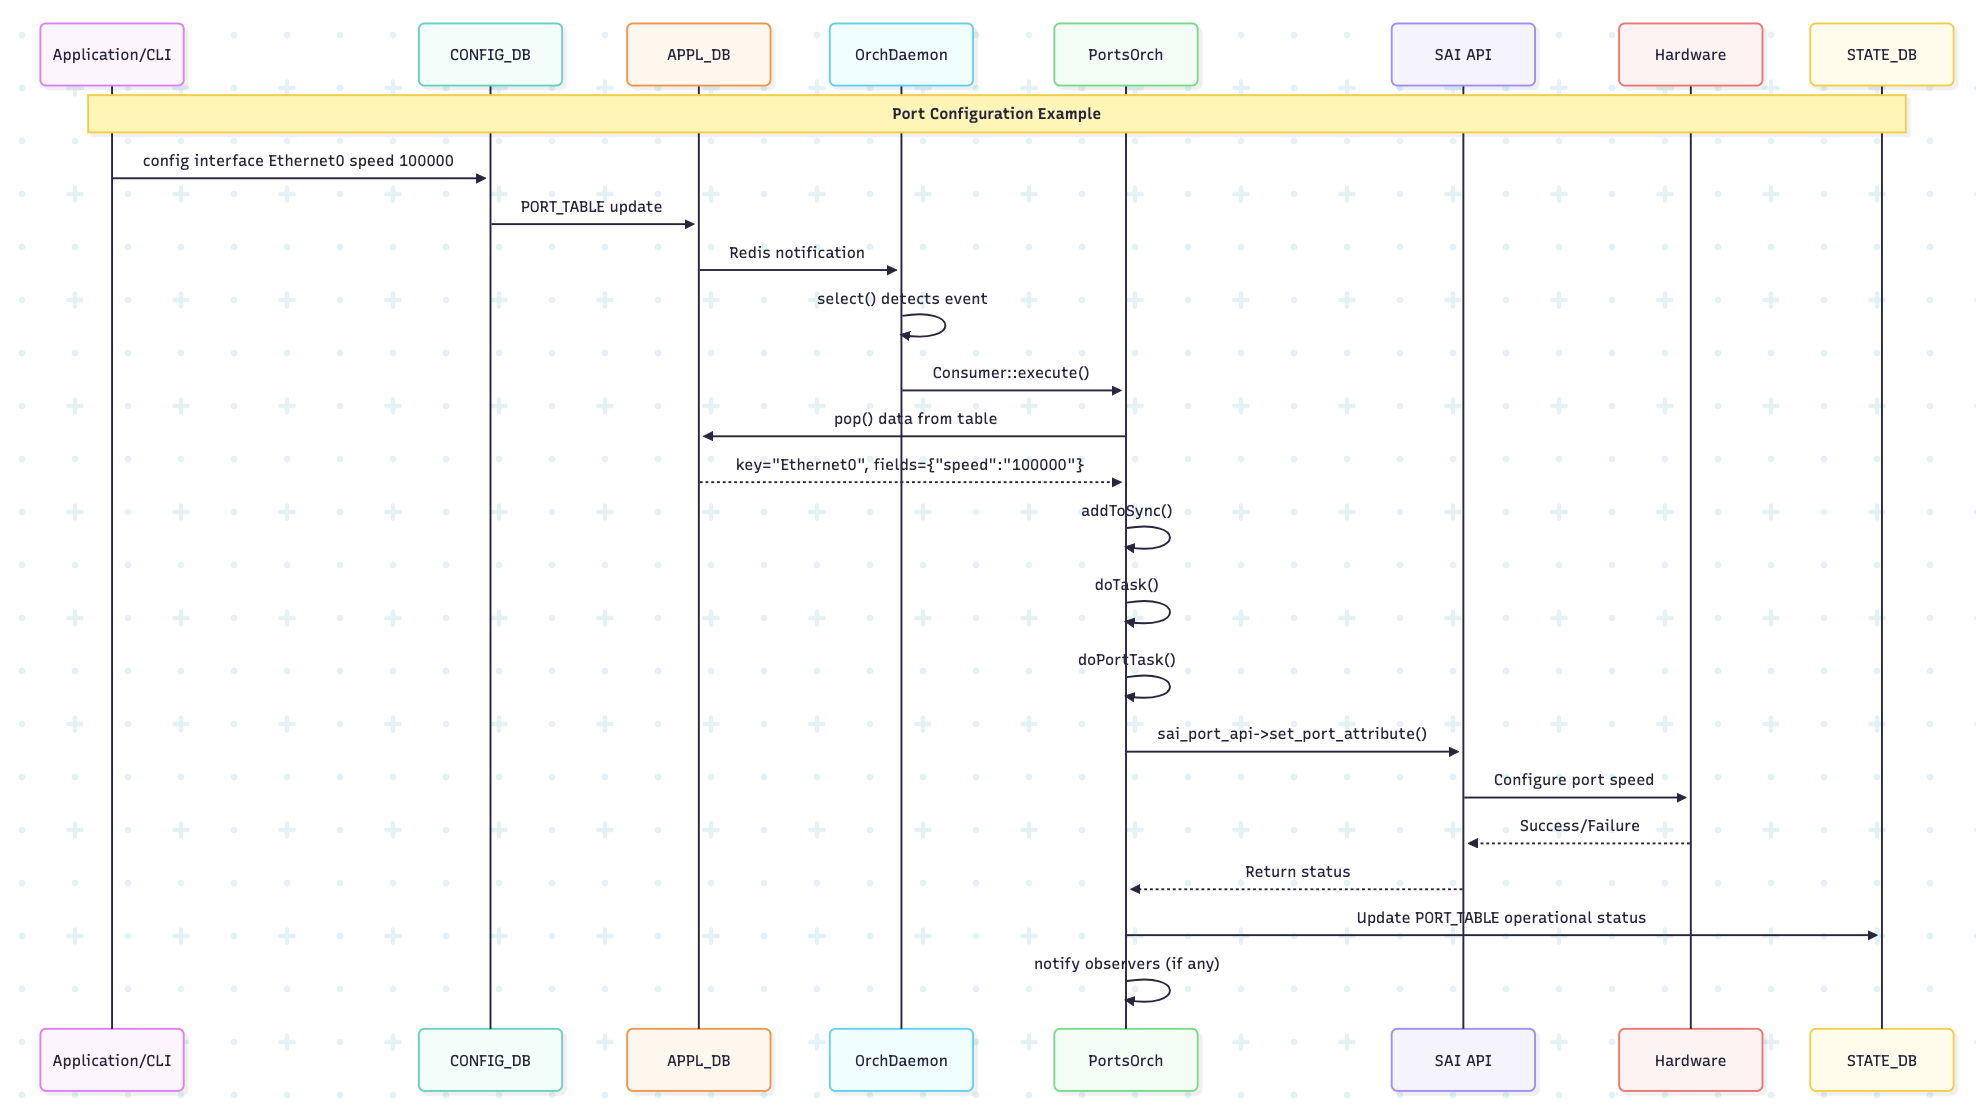 Application/CLI
CONFIG_DB
APPL_DB
OrchDaemon
PortsOrch
SAI API
Hardware
STATE_DB
Port Configuration Example
config interface Ethernet0 speed 100000
PORT_TABLE update
Redis notification
select() detects event
Consumer::execute()
pop() data from table
key="Ethernet0", fields={"speed":"100000"}
addToSync()
doTask()
doPortTask()
sai_port_api->set_port_attribute()
Configure port speed
Success/Failure
Return status
Update PORT_TABLE operational status
notify observers (if any)
Application/CLI
CONFIG_DB
APPL_DB
OrchDaemon
PortsOrch
SAI API
Hardware
STATE_DB